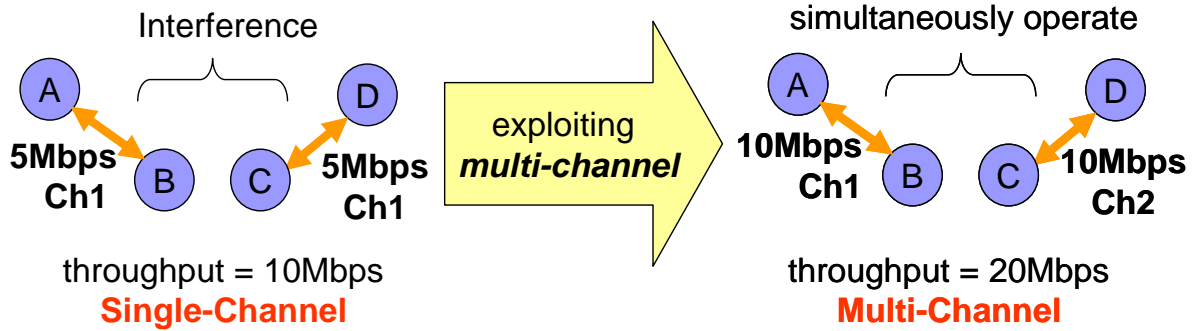 Interference
A
D
5Mbps
Ch1
B
C
5Mbps
Ch1
throughput = 10Mbps
Single-Channel
exploiting
multi-channel
simultaneously operate
A
D
10Mbps
Ch1
B
C
10Mbps
Ch2
throughput = 20Mbps
Multi-Channel